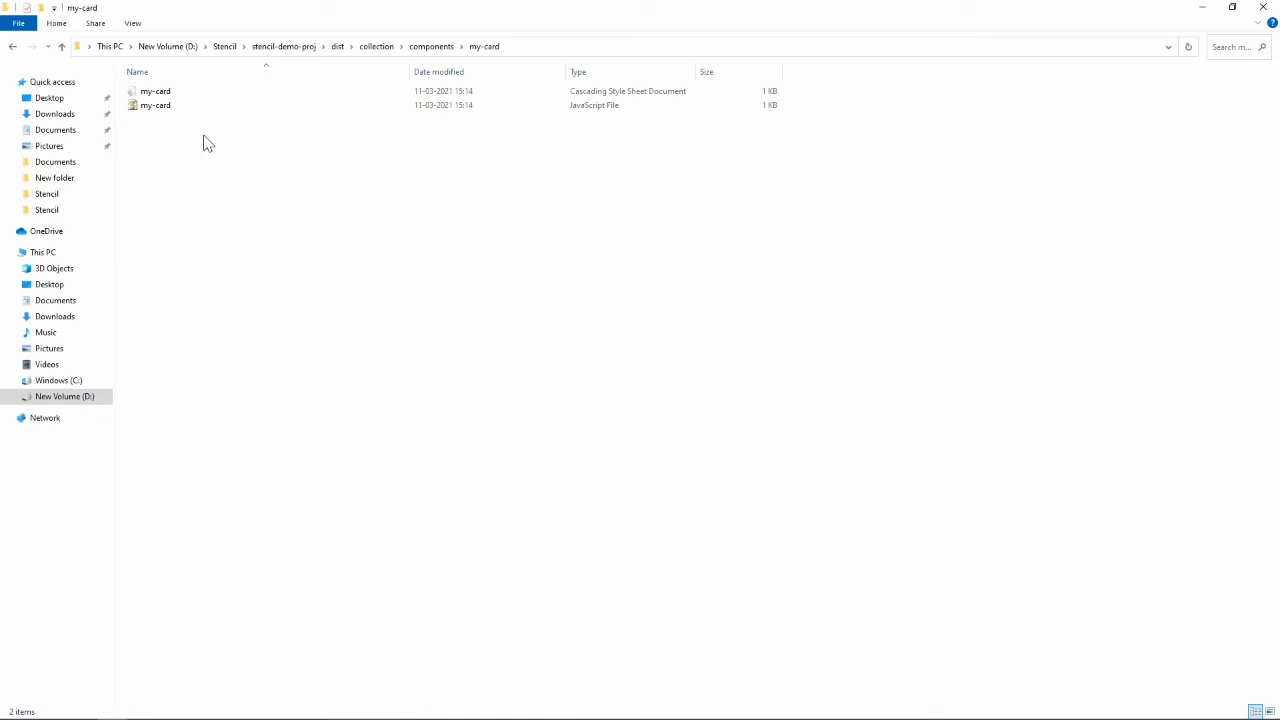 my-card
File Home Share View
This PC New Volume (D:) Stencil stencil-demo-proj dist collection components my-card
Search m...
Name Date modified Type Size
my-card 11-03-2021 15:14 Cascading Style Sheet Document 1 KB
my-card 11-03-2021 15:14 JavaScript File 1 KB
Quick access
Desktop
Downloads
Documents
Pictures
Documents
New folder
Stencil
Stencil
OneDrive
This PC
3D Objects
Desktop
Documents
Downloads
Music
Pictures
Videos
Windows (C:)
New Volume (D:)
Network
2 items